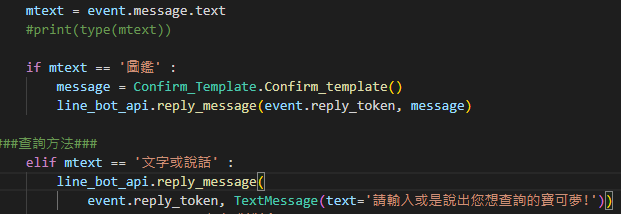 mtext = event.message.text
#print(type(mtext))
if mtext == '圖鑑' :
message = Confirm_Template.Confirm_template()
line_bot_api.reply_message(event.reply_token, message)
###查詢方法###
elif mtext == '文字或說話' :
line_bot_api.reply_message(
event.reply_token, TextMessage(text='請輸入或是說出您想查詢的寶可夢!'))